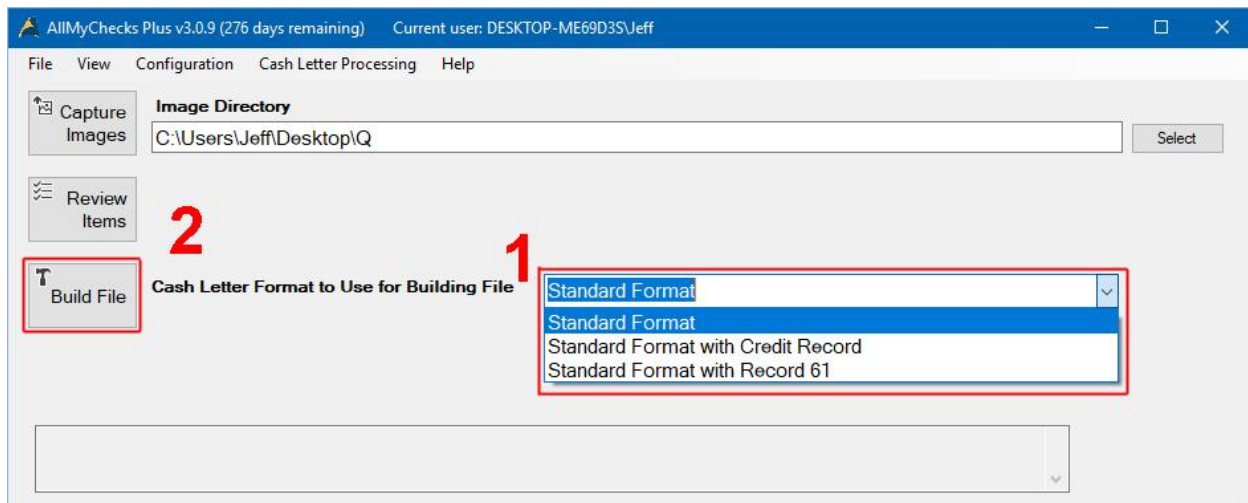 AllMyChecks Plus v3.0.9 (276 days remaining) Current user: DESKTOP-ME69D3S\Jeff
File View Configuration Cash Letter Processing Help
Capture
Images
Image Directory
C:\Users\Jeff\Desktop\Q
Select
Review
Items
2
1
Build File
Cash Letter Format to Use for Building File
Standard Format
Standard Format
Standard Format with Credit Record
Standard Format with Record 61